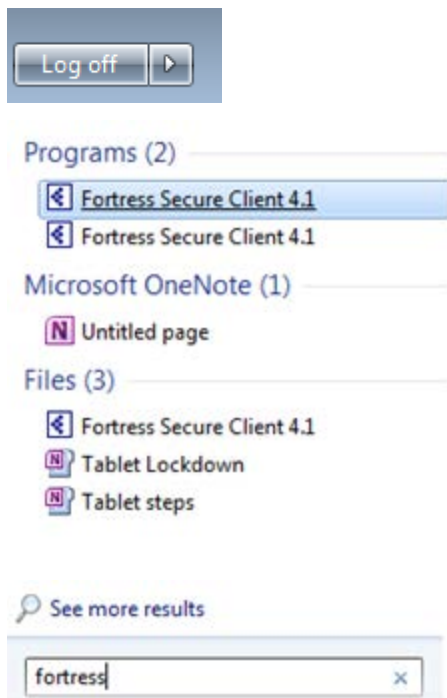 Log off
Programs (2)
Fortress Secure Client 4.1
Fortress Secure Client 4.1
Microsoft OneNote (1)
Untitled page
Files (3)
Fortress Secure Client 4.1
Tablet Lockdown
Tablet steps
See more results
fortress